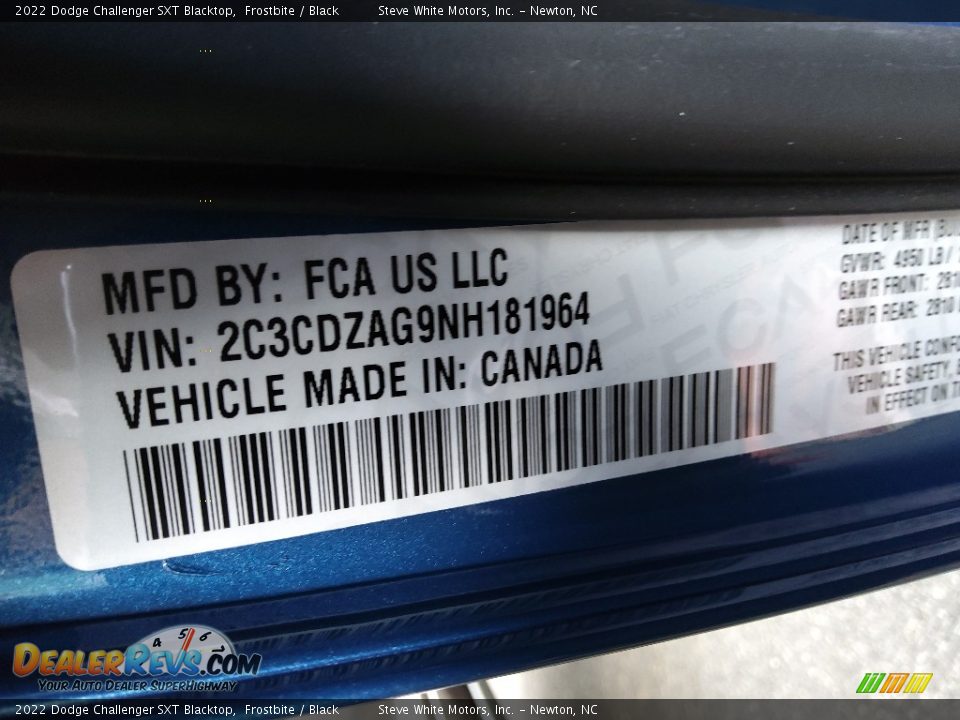 2022 Dodge Challenger SXT Blacktop, Frostbite / Black Steve White Motors, Inc. - Newton, NC
MFD BY: FCA US LLC
VIN: 2C3CDZAG9NH181964
VEHICLE MADE IN: CANADA
DATE OF MFR
GVWR: 4950 LB /
GAWR FRONT:
GAWR REAR: 2810
THIS VEHICLE
VEHICLE SAFETY,
IN EFFECT ON
4 5 6
DEALERREVS.COM
YOUR AUTO DEALER SUPERHIGHWAY
2022 Dodge Challenger SXT Blacktop, Frostbite / Black Steve White Motors, Inc. - Newton, NC